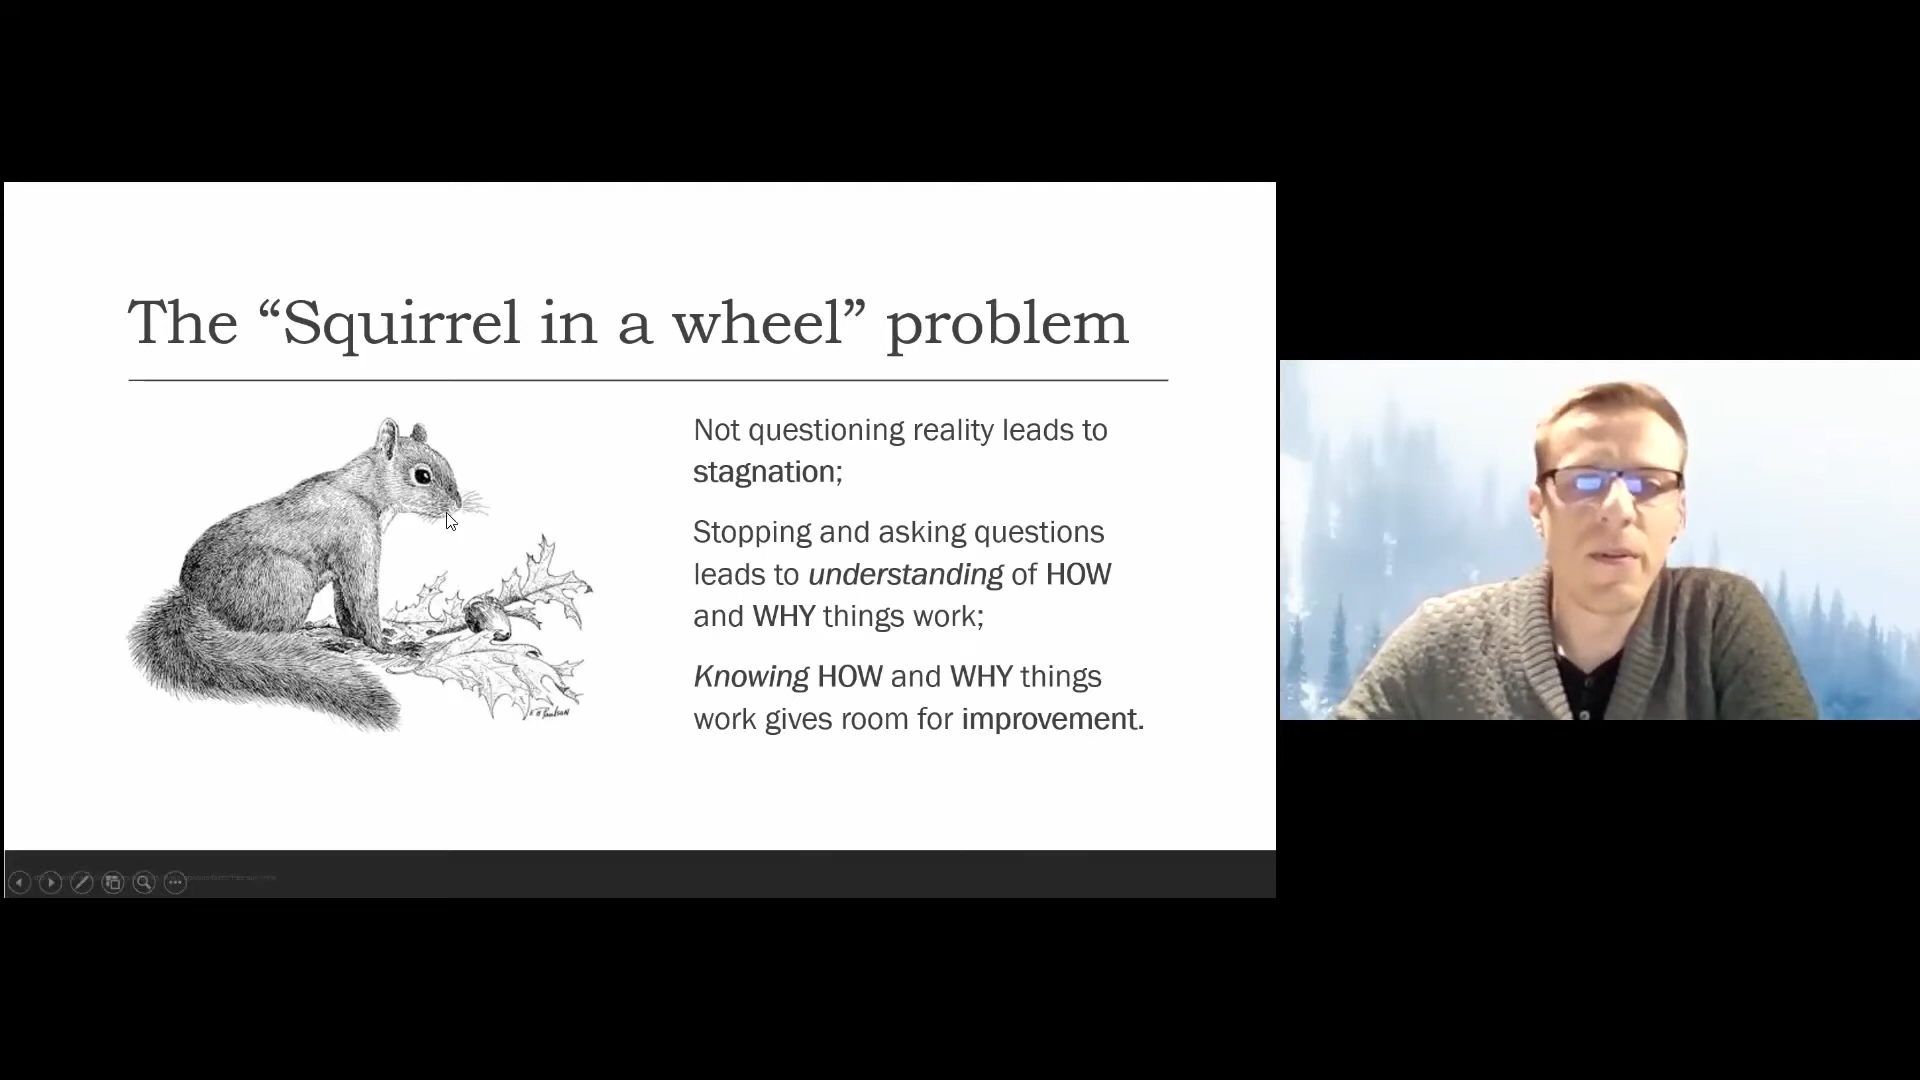 The “Squirrel in a wheel” problem
Not questioning reality leads to
stagnation;
Stopping and asking questions
leads to understanding of HOW
and WHY things work;
Knowing HOW and WHY things
work gives room for improvement.